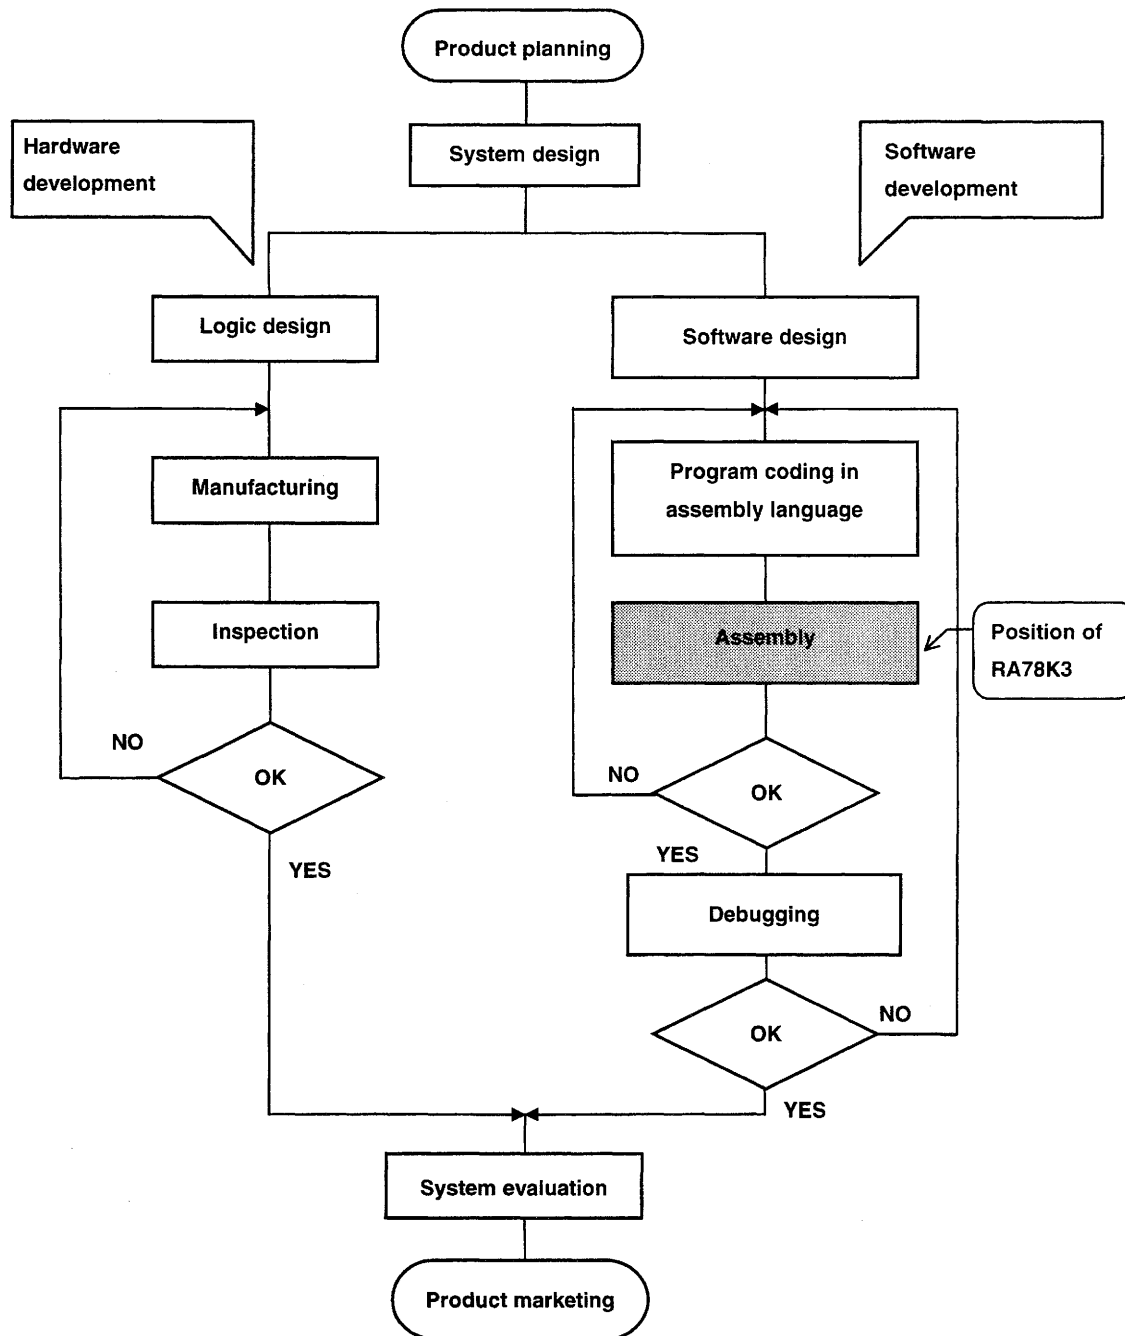 Product planning
System design
Hardware
development
Software
development
Logic design
Software design
Manufacturing
Program coding in
assembly language
Inspection
Assembly
Position of
RA78K3
NO
OK
YES
NO
OK
YES
Debugging
OK
NO
YES
System evaluation
Product marketing